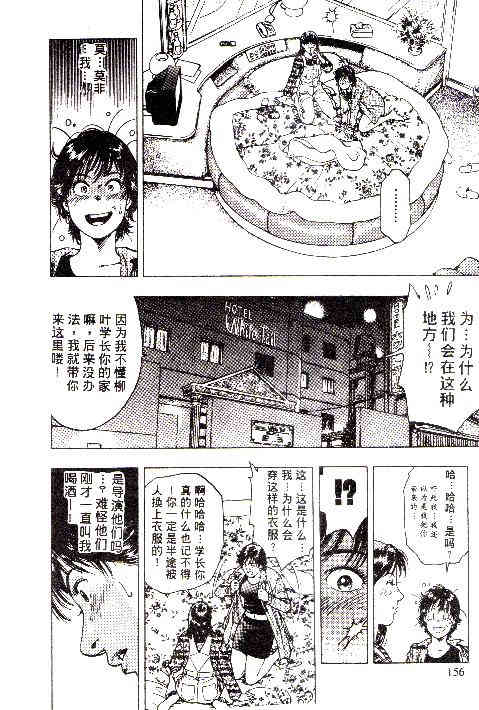 ………
莫…莫非
…我…！
为…为什么
我们会在这种
地方…!?
HOTEL
HOTEL
White Tail
因为我不懂柳
叶学长你的家
嘛，后来没办
法，我就带你
来这里喽！
哈…哈哈…是吗？
!?
这…这是什么…
我…为什么会
穿这样的衣服
啊哈哈哈…学长你
真的什么也记不得
！你一定是半途被
人换上衣服的！
是导演他们吗
…？难怪他们
刚才一直叫我
喝酒——
156